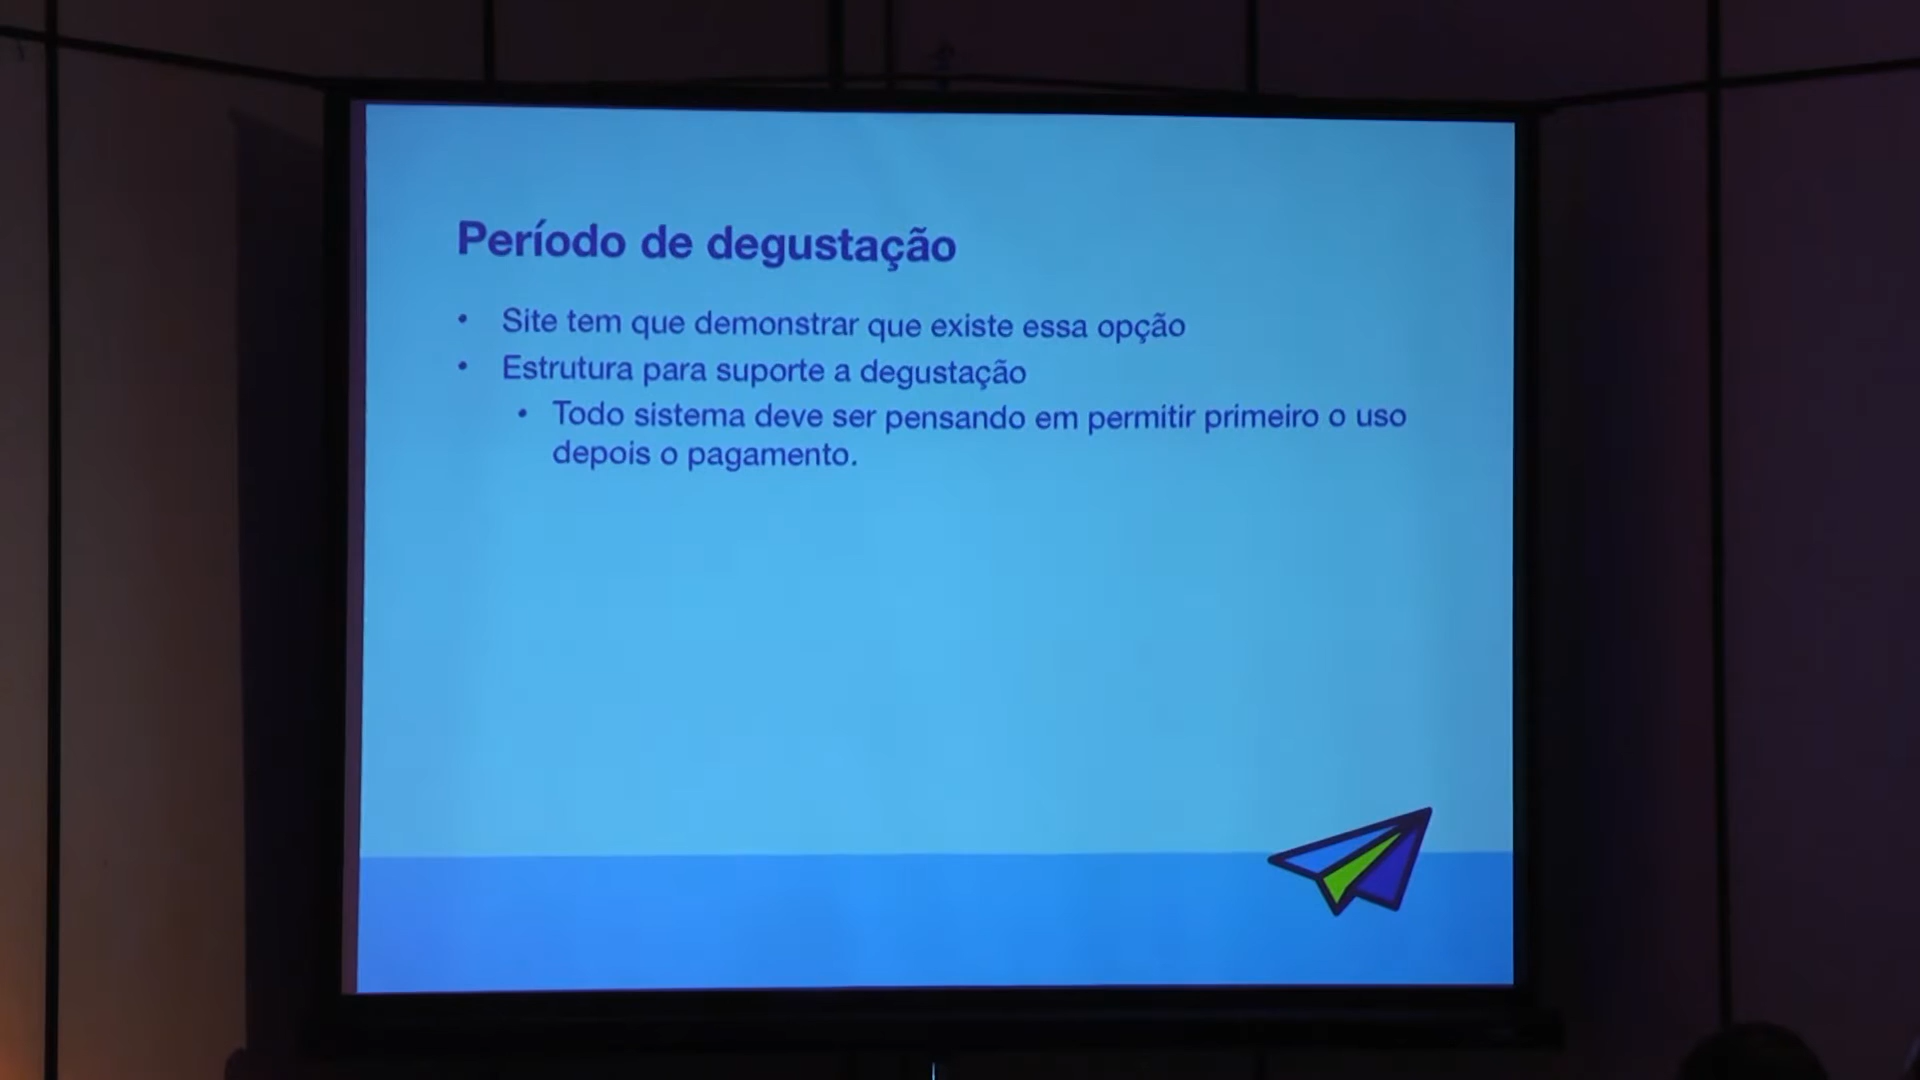 Período de degustação
• Site tem que demonstrar que existe essa opção
• Estrutura para suporte a degustação
• Todo sistema deve ser pensando em permitir primeiro o uso
depois o pagamento.